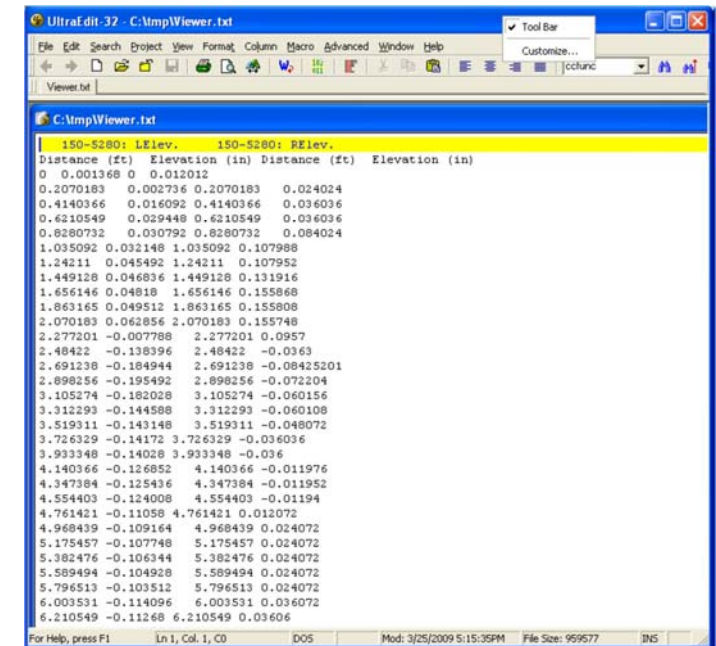 UltraEdit-32 - C:\tmp\Viewer.txt
Tool Bar
Customize...
File Edit Search Project View Format Column Macro Advanced Window Help
ccfunc
Viewer.txt
C:\tmp\Viewer.txt
150-5280: LElev. 150-5280: RElev.
Distance (ft) Elevation (in) Distance (ft) Elevation (in)
0 0.001368 0 0.012012
0.2070183 0.002736 0.2070183 0.024024
0.4140366 0.016092 0.4140366 0.036036
0.6210549 0.029448 0.6210549 0.036036
0.8280732 0.030792 0.8280732 0.084024
1.035092 0.032148 1.035092 0.107988
1.24211 0.045492 1.24211 0.107952
1.449128 0.046836 1.449128 0.131916
1.656146 0.04818 1.656146 0.155868
1.863165 0.049512 1.863165 0.155808
2.070183 0.062856 2.070183 0.155748
2.277201 -0.007788 2.277201 0.0957
2.48422 -0.138396 2.48422 -0.0363
2.691238 -0.184944 2.691238 -0.08425201
2.898256 -0.195492 2.898256 -0.072204
3.105274 -0.182028 3.105274 -0.060156
3.312293 -0.144588 3.312293 -0.060108
3.519311 -0.143148 3.519311 -0.048072
3.726329 -0.14172 3.726329 -0.036036
3.933348 -0.14028 3.933348 -0.036
4.140366 -0.126852 4.140366 -0.011976
4.347384 -0.125436 4.347384 -0.011952
4.554403 -0.124008 4.554403 -0.01194
4.761421 -0.11058 4.761421 0.012072
4.968439 -0.109164 4.968439 0.024072
5.175457 -0.107748 5.175457 0.024072
5.382476 -0.106344 5.382476 0.024072
5.589494 -0.104928 5.589494 0.024072
5.796513 -0.103512 5.796513 0.024072
6.003531 -0.114096 6.003531 0.036072
6.210549 -0.11268 6.210549 0.03606
For Help, press F1 Ln 1, Col. 1, C0 DOS Mod: 3/25/2009 5:15:35PM File Size: 959577 INS